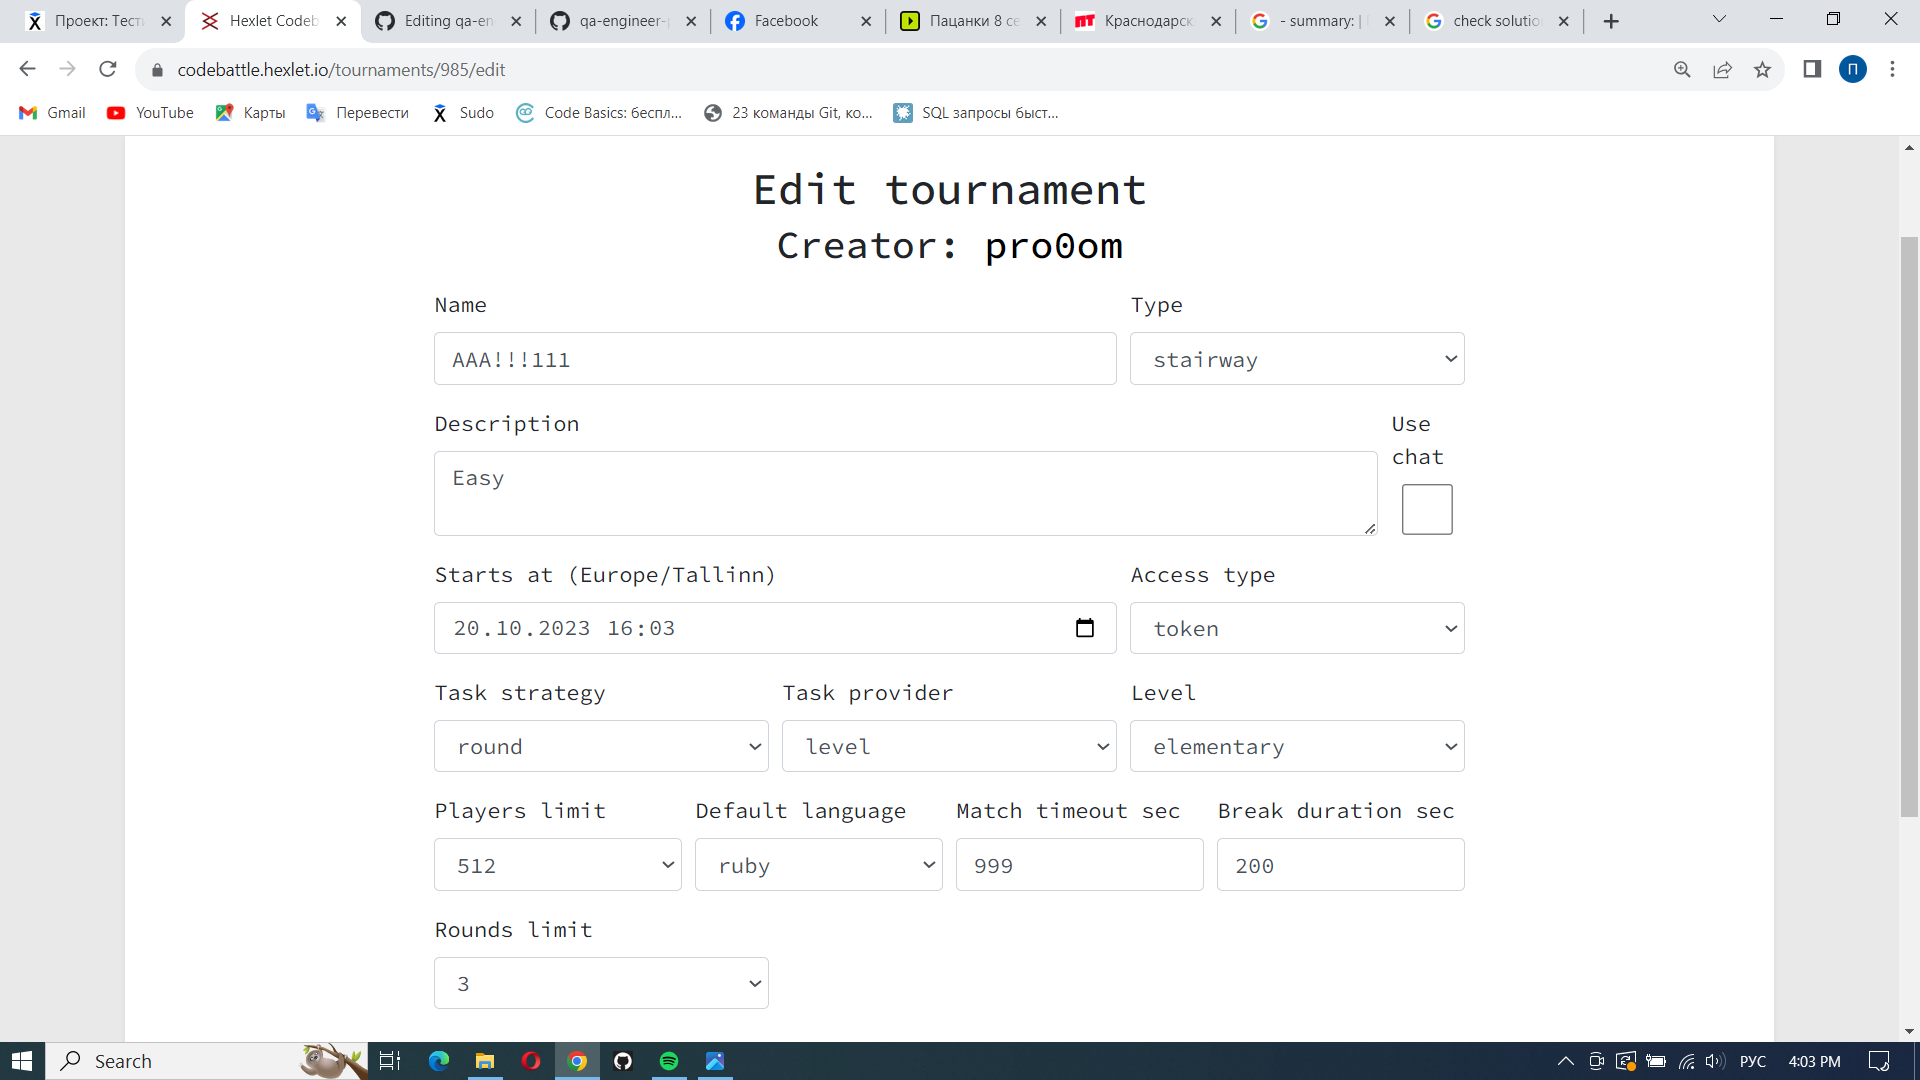 Проект: Тести
Hexlet Codeb
Editing qa-en
qa-engineer-p
Facebook
Пацанки 8 се
Краснодарск
- summary: |
check solutio
codebattle.hexlet.io/tournaments/985/edit
П
Gmail
YouTube
Карты
Перевести
Sudo
Code Basics: беспл...
23 команды Git, ко...
SQL запросы быст...
Edit tournament
Creator: pro0om
Name
Type
AAA!!!111
stairway
Description
Use
chat
Easy
Starts at (Europe/Tallinn)
Access type
20.10.2023 16:03
token
Task strategy
Task provider
Level
round
level
elementary
Players limit
Default language
Match timeout sec
Break duration sec
512
ruby
999
200
Rounds limit
3
Search
РУС
4:03 PM